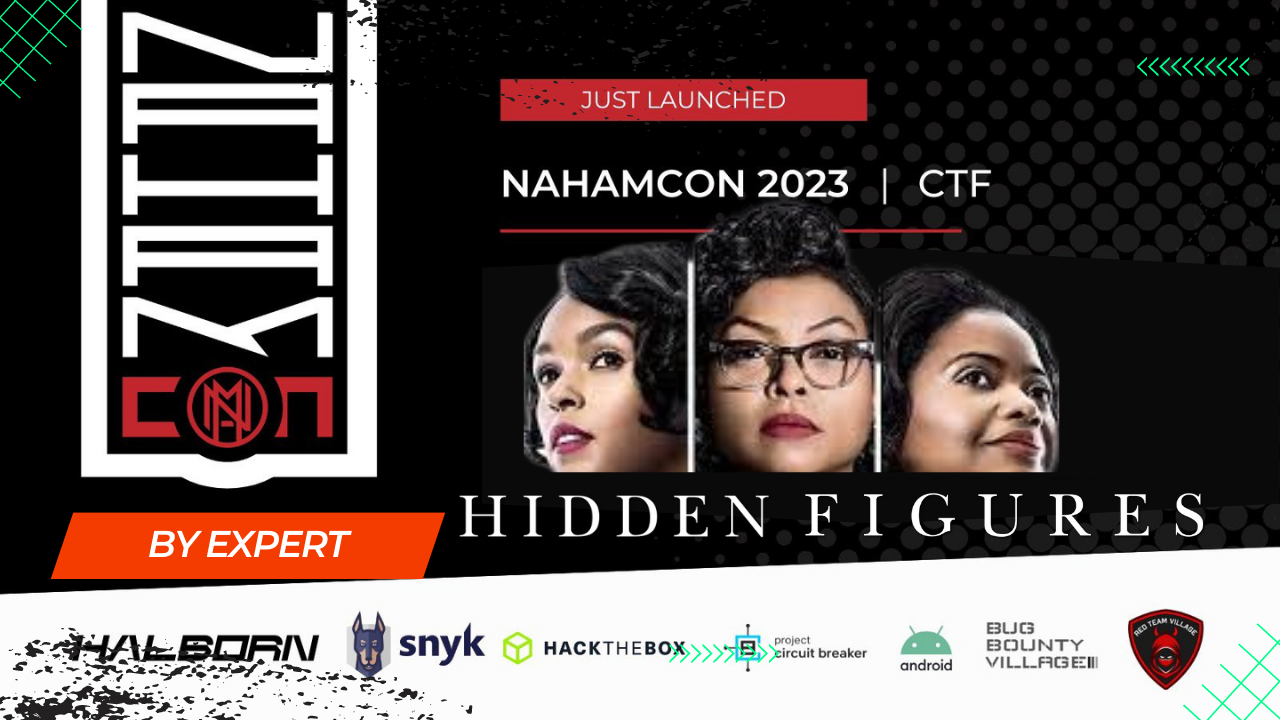 NAHAM
CON
JUST LAUNCHED
NAHAMCON 2023 | CTF
HIDDEN FIGURES
BY EXPERT
HALBORN
snyk
HACKTHEBOX
project
circuit breaker
android
BUG
BOUNTY
VILLAGE
RED TEAM VILLAGE